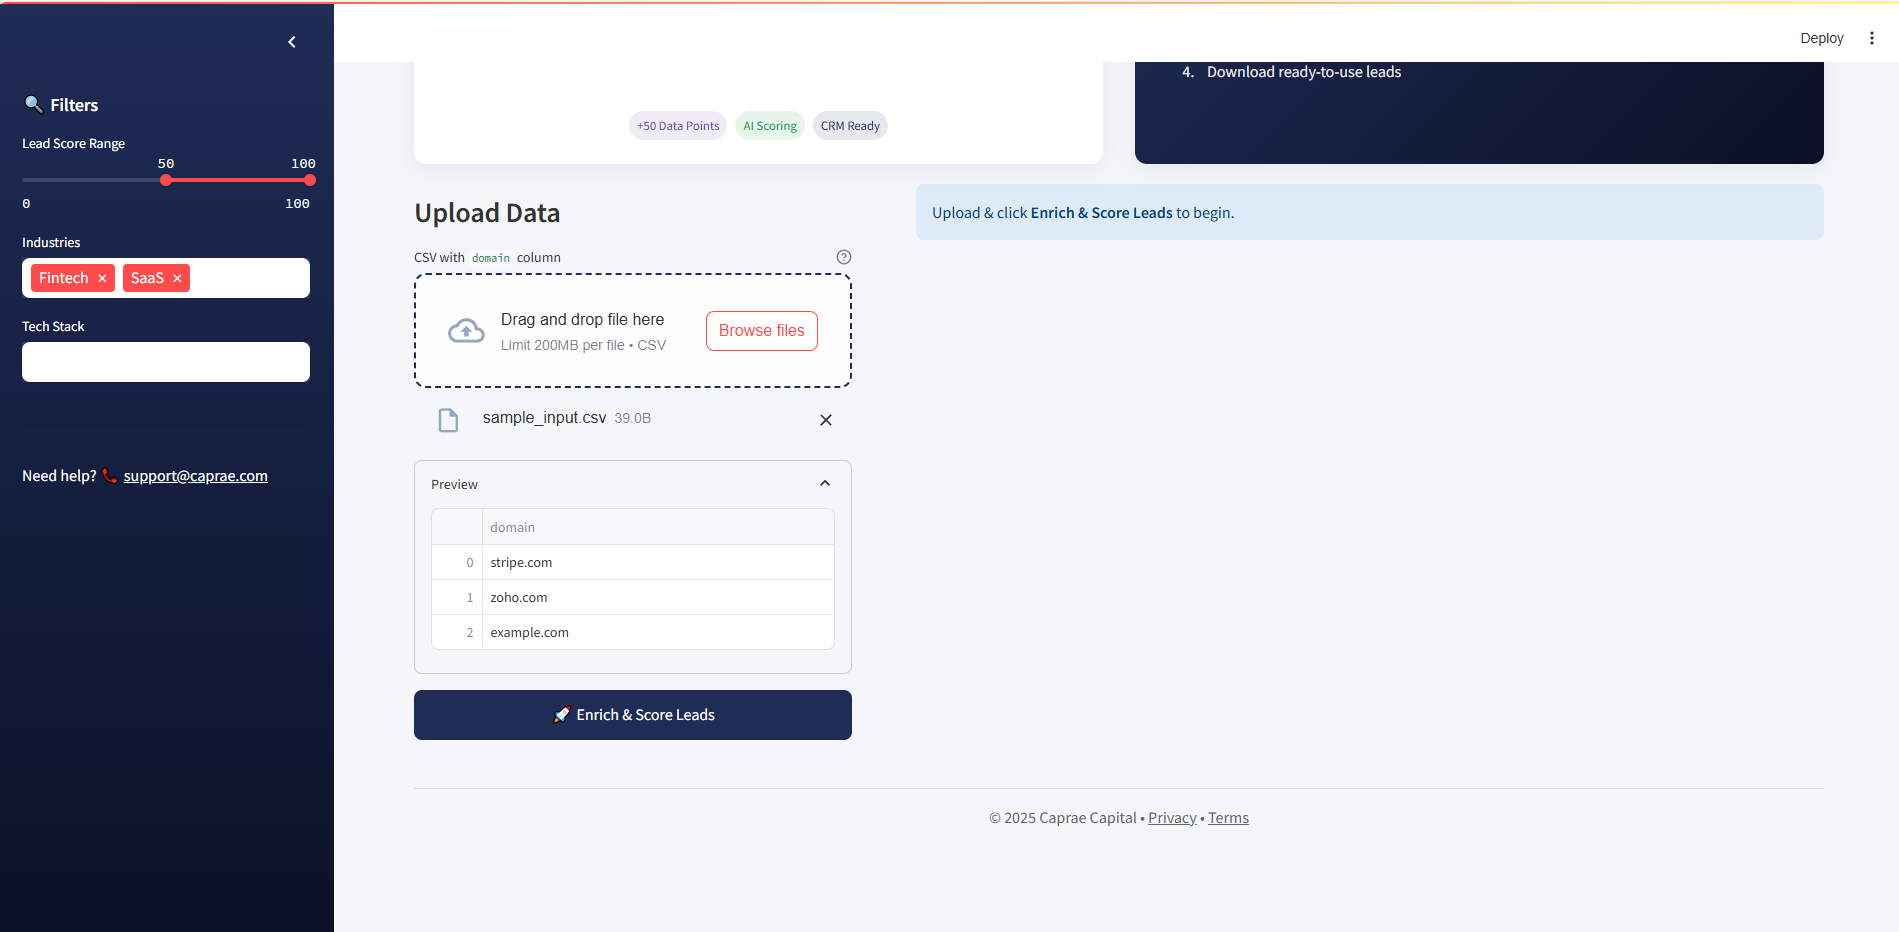 Deploy
🔍 Filters
Lead Score Range
50 100
0 100
Industries
Fintech × SaaS ×
Tech Stack
Need help? 📞 support@caprae.com
+50 Data Points AI Scoring CRM Ready
4. Download ready-to-use leads
Upload Data
CSV with domain column
Drag and drop file here
Limit 200MB per file • CSV
Browse files
sample_input.csv 39.0B
Preview
domain
0 stripe.com
1 zoho.com
2 example.com
🚀 Enrich & Score Leads
Upload & click Enrich & Score Leads to begin.
© 2025 Caprae Capital • Privacy • Terms